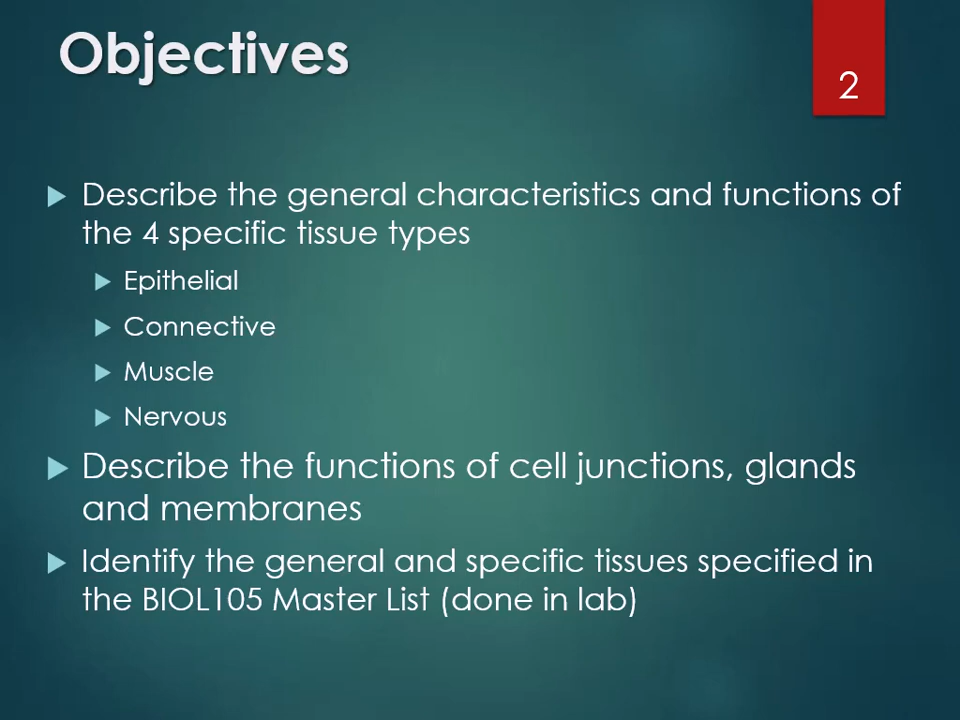 Objectives
2
Describe the general characteristics and functions of
the 4 specific tissue types
Epithelial
Connective
Muscle
Nervous
Describe the functions of cell junctions, glands
and membranes
Identify the general and specific tissues specified in
the BIOL105 Master List (done in lab)